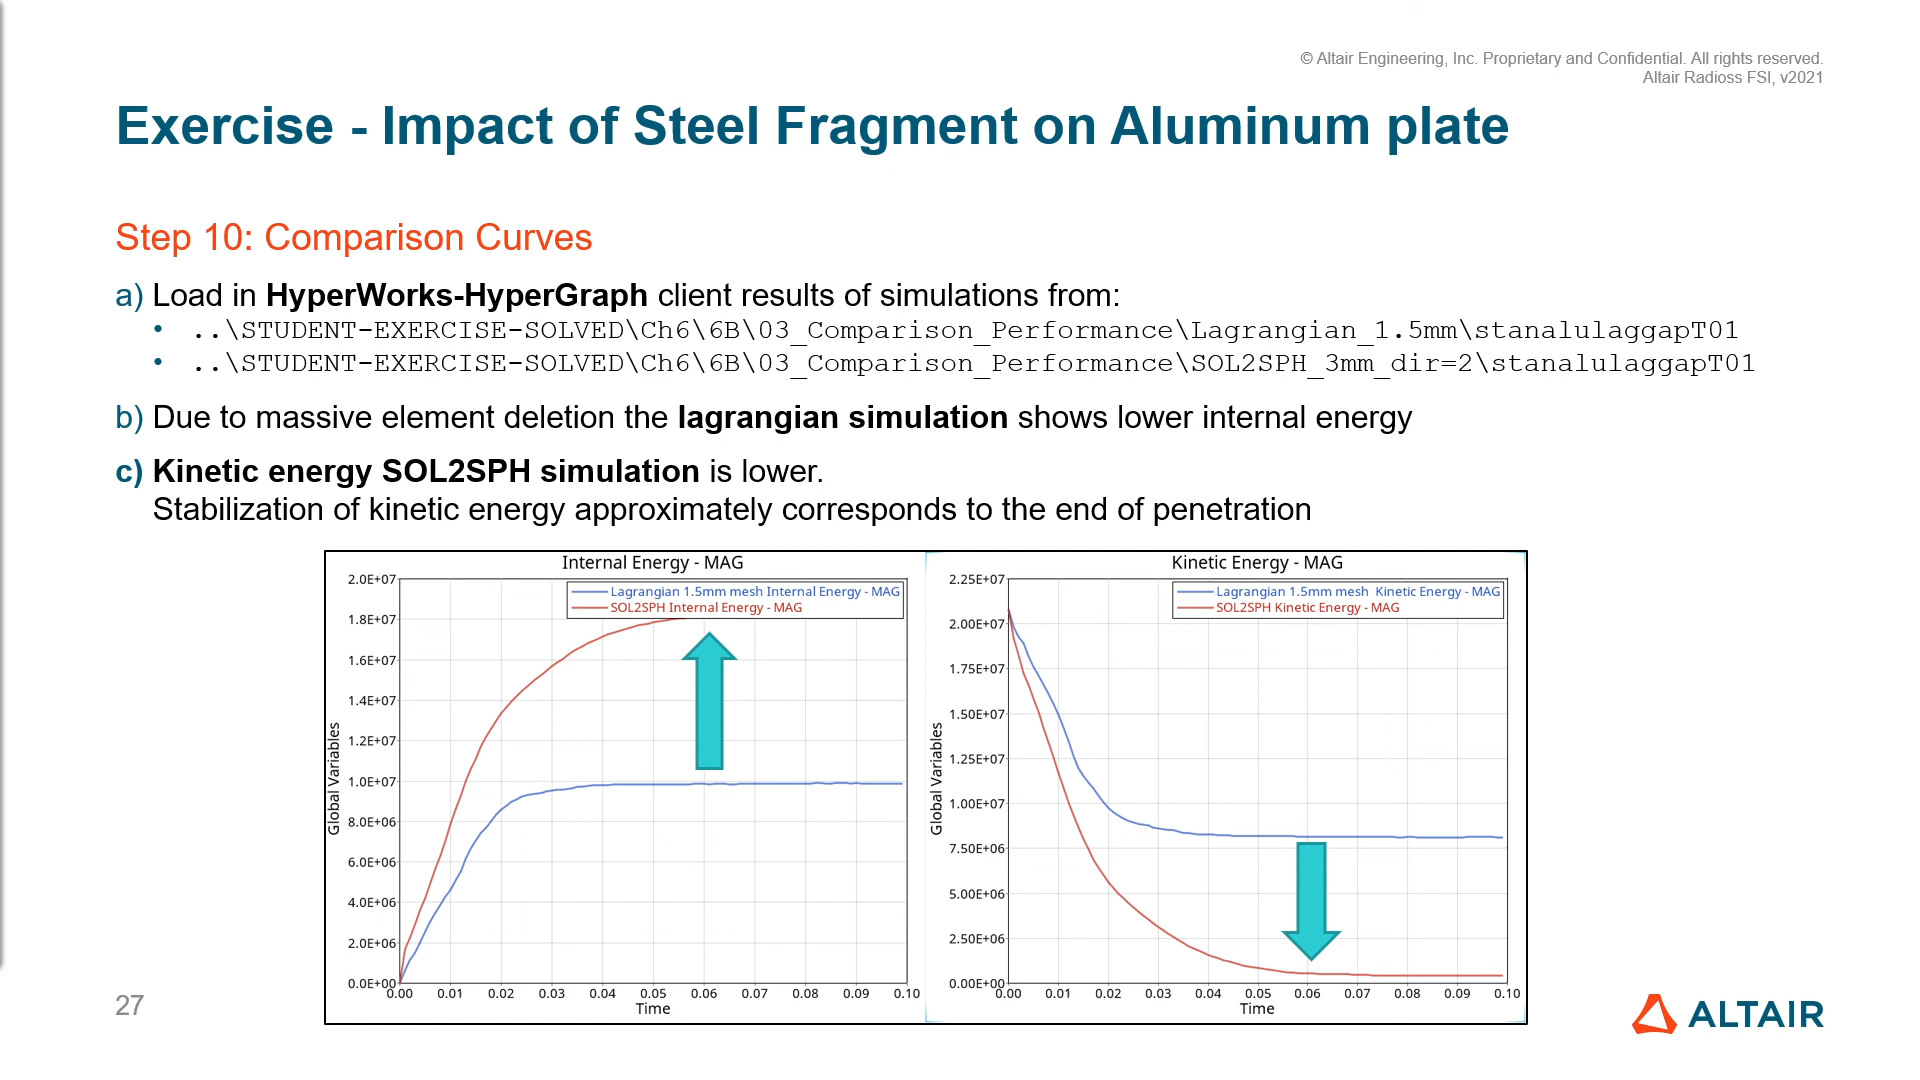 © Altair Engineering, Inc. Proprietary and Confidential. All rights reserved.
Altair Radioss FSI, v2021
Exercise - Impact of Steel Fragment on Aluminum plate
Step 10: Comparison Curves
a) Load in HyperWorks-HyperGraph client results of simulations from:
• ..\STUDENT-EXERCISE-SOLVED\Ch6\6B\03_Comparison_Performance\Lagrangian_1.5mm\stanalulaggapT01
• ..\STUDENT-EXERCISE-SOLVED\Ch6\6B\03_Comparison_Performance\SOL2SPH_3mm_dir=2\stanalulaggapT01
b) Due to massive element deletion the lagrangian simulation shows lower internal energy
c) Kinetic energy SOL2SPH simulation is lower.
Stabilization of kinetic energy approximately corresponds to the end of penetration
Internal Energy - MAG
Lagrangian 1.5mm mesh Internal Energy - MAG
SOL2SPH Internal Energy - MAG
Global Variables
2.0E+07
1.8E+07
1.6E+07
1.4E+07
1.2E+07
1.0E+07
8.0E+06
6.0E+06
4.0E+06
2.0E+06
0.0E+00
0.00 0.01 0.02 0.03 0.04 0.05 0.06 0.07 0.08 0.09 0.10
Time
Kinetic Energy - MAG
Lagrangian 1.5mm mesh Kinetic Energy - MAG
SOL2SPH Kinetic Energy - MAG
Global Variables
2.25E+07
2.00E+07
1.75E+07
1.50E+07
1.25E+07
1.00E+07
7.50E+06
5.00E+06
2.50E+06
0.00E+00
0.00 0.01 0.02 0.03 0.04 0.05 0.06 0.07 0.08 0.09 0.10
Time
27
ALTAIR